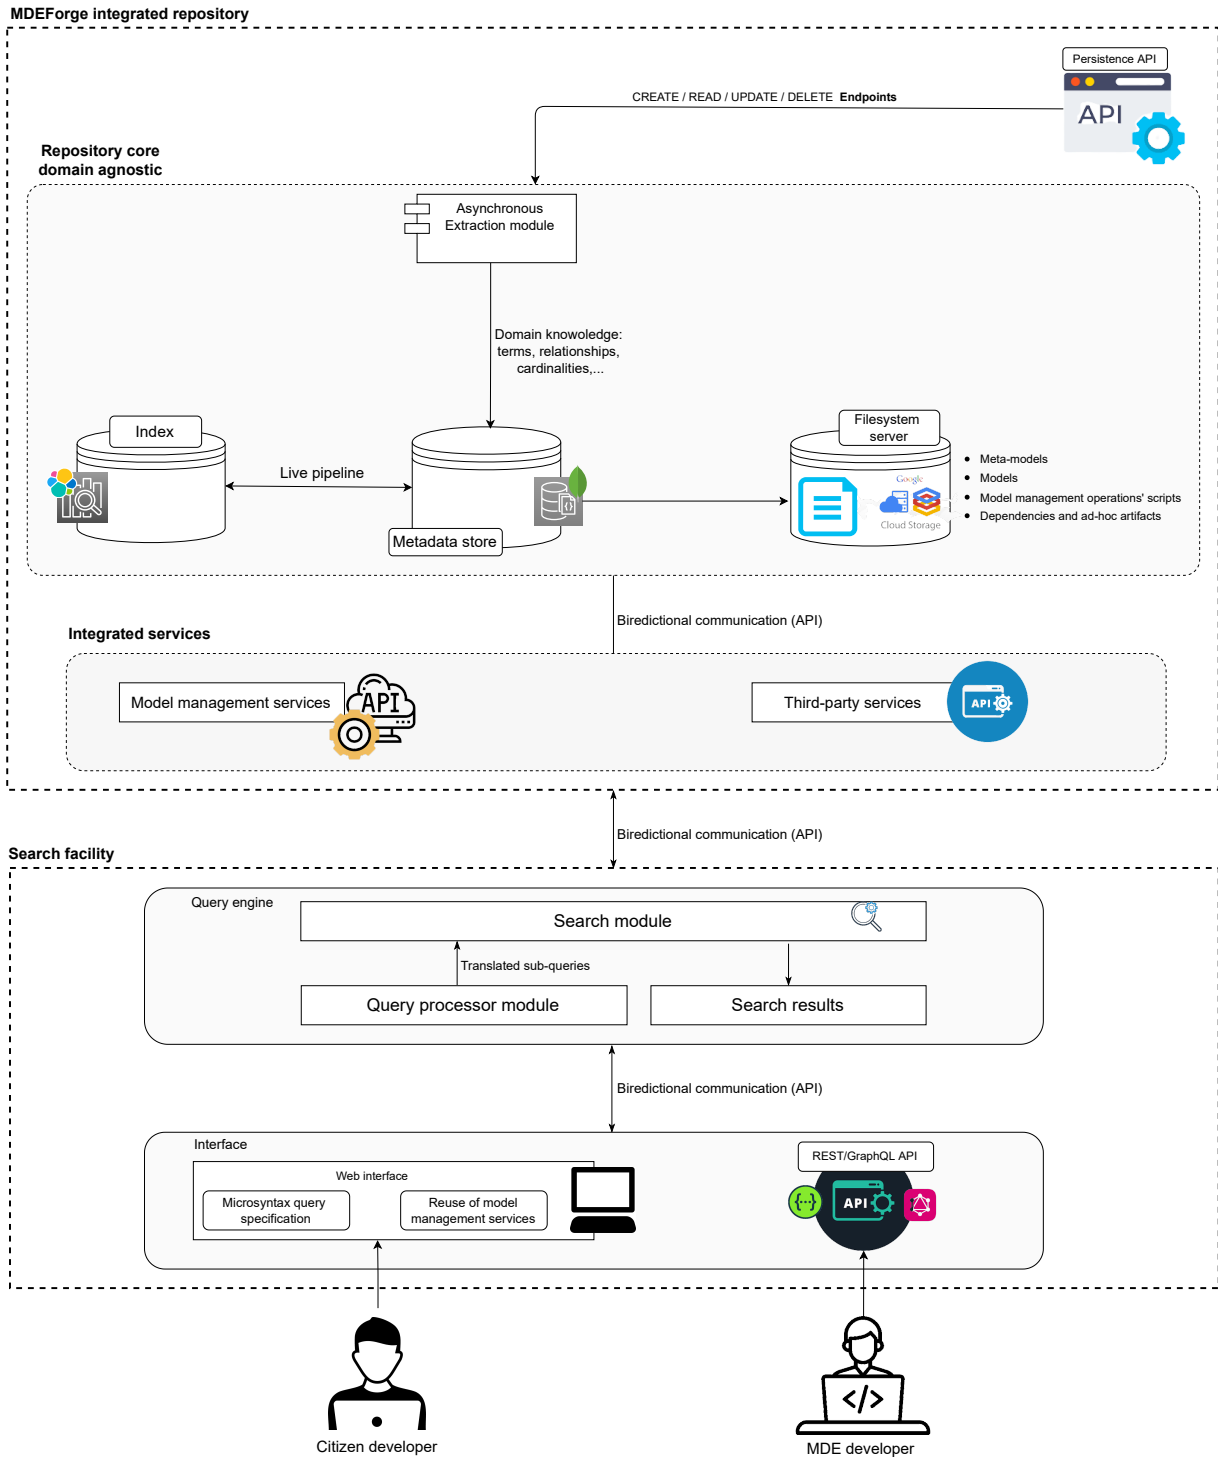 MDEForge integrated repository
Persistence API
API
CREATE / READ / UPDATE / DELETE Endpoints
Repository core
domain agnostic
Asynchronous
Extraction module
Domain knowoledge:
terms, relationships,
cardinalities,...
Index
Live pipeline
Metadata store
Filesystem
server
Google
Cloud Storage
Meta-models
Models
Model management operations' scripts
Dependencies and ad-hoc artifacts
Biredictional communication (API)
Integrated services
Model management services
API
Third-party services
API
Biredictional communication (API)
Search facility
Query engine
Search module
Translated sub-queries
Query processor module
Search results
Biredictional communication (API)
Interface
Web interface
Microsyntax query
specification
Reuse of model
management services
REST/GraphQL API
API
Citizen developer
MDE developer